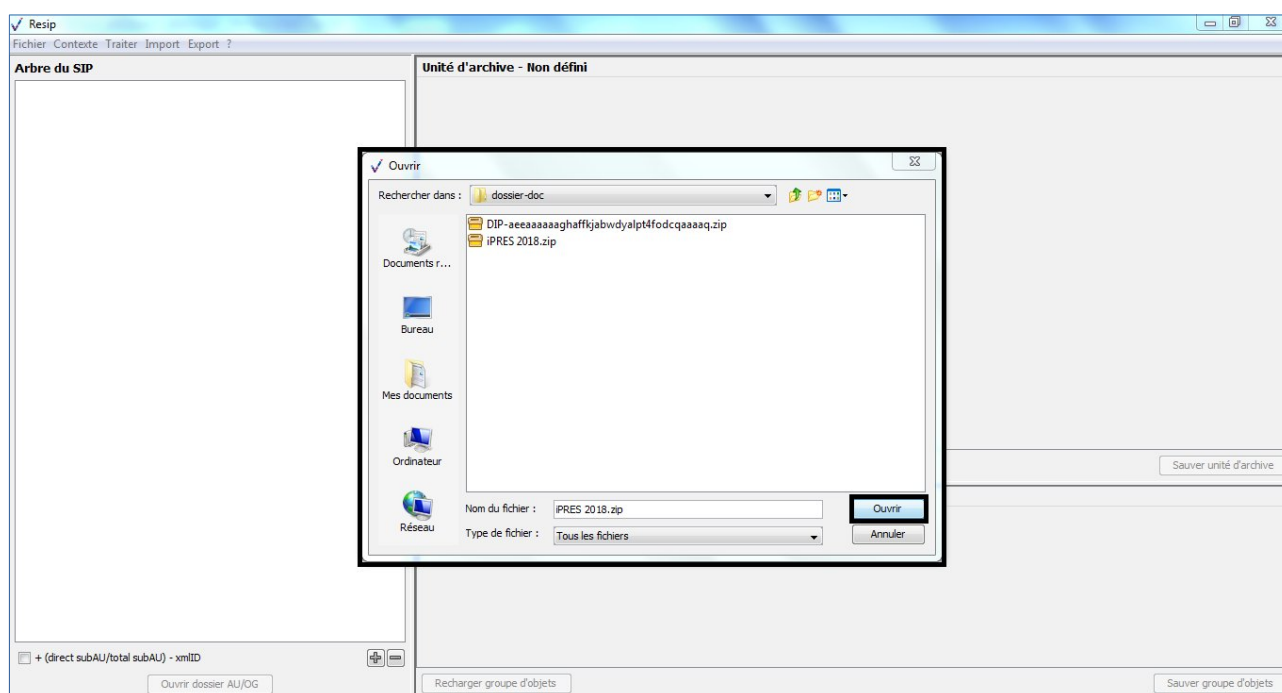 Resip
Fichier Contexte Traiter Import Export ?
Arbre du SIP
Unité d'archive - Non défini
Ouvrir
Rechercher dans : dossier-doc
DIP-aeeaaaaaaghaffkjabwdyalpt4fodcqaaaaq.zip
iPRES 2018.zip
Documents r...
Bureau
Mes documents
Ordinateur
Réseau
Nom du fichier : iPRES 2018.zip
Ouvrir
Type de fichier : Tous les fichiers
Annuler
Sauver unité d'archive
+ (direct subAU/total subAU) - xmlID
Ouvrir dossier AU/OG
Recharger groupe d'objets
Sauver groupe d'objets